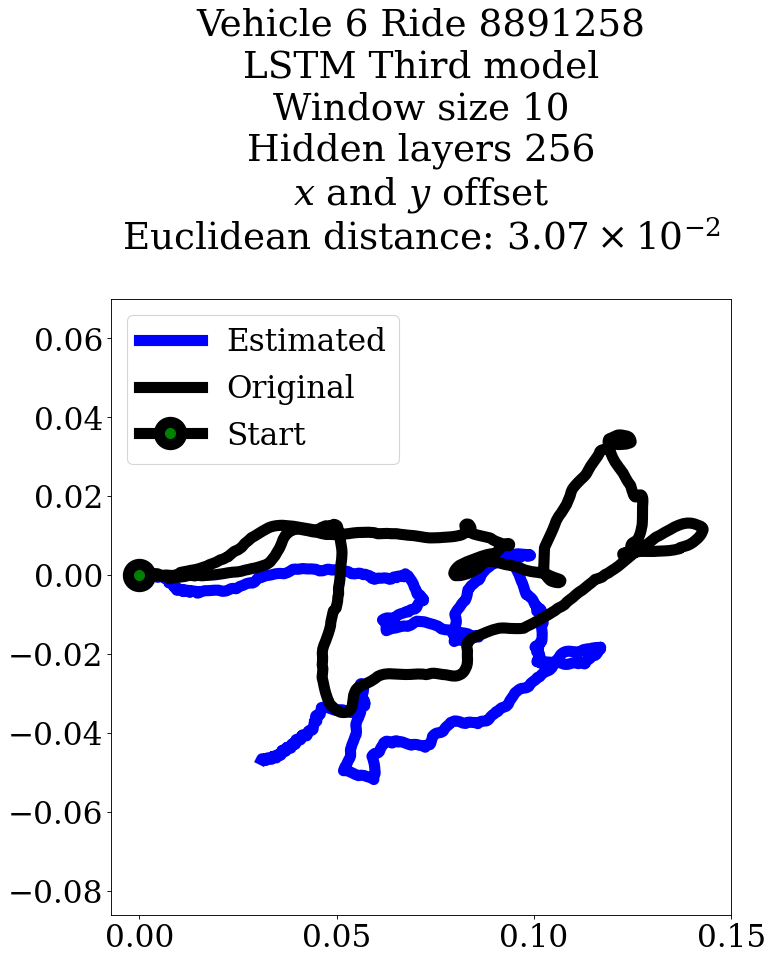 Vehicle 6 Ride 8891258
LSTM Third model
Window size 10
Hidden layers 256
x and y offset
Euclidean distance: 3.07 × 10⁻²
Estimated
Original
Start
0.06
0.04
0.02
0.00
−0.02
−0.04
−0.06
−0.08
0.00 0.05 0.10 0.15